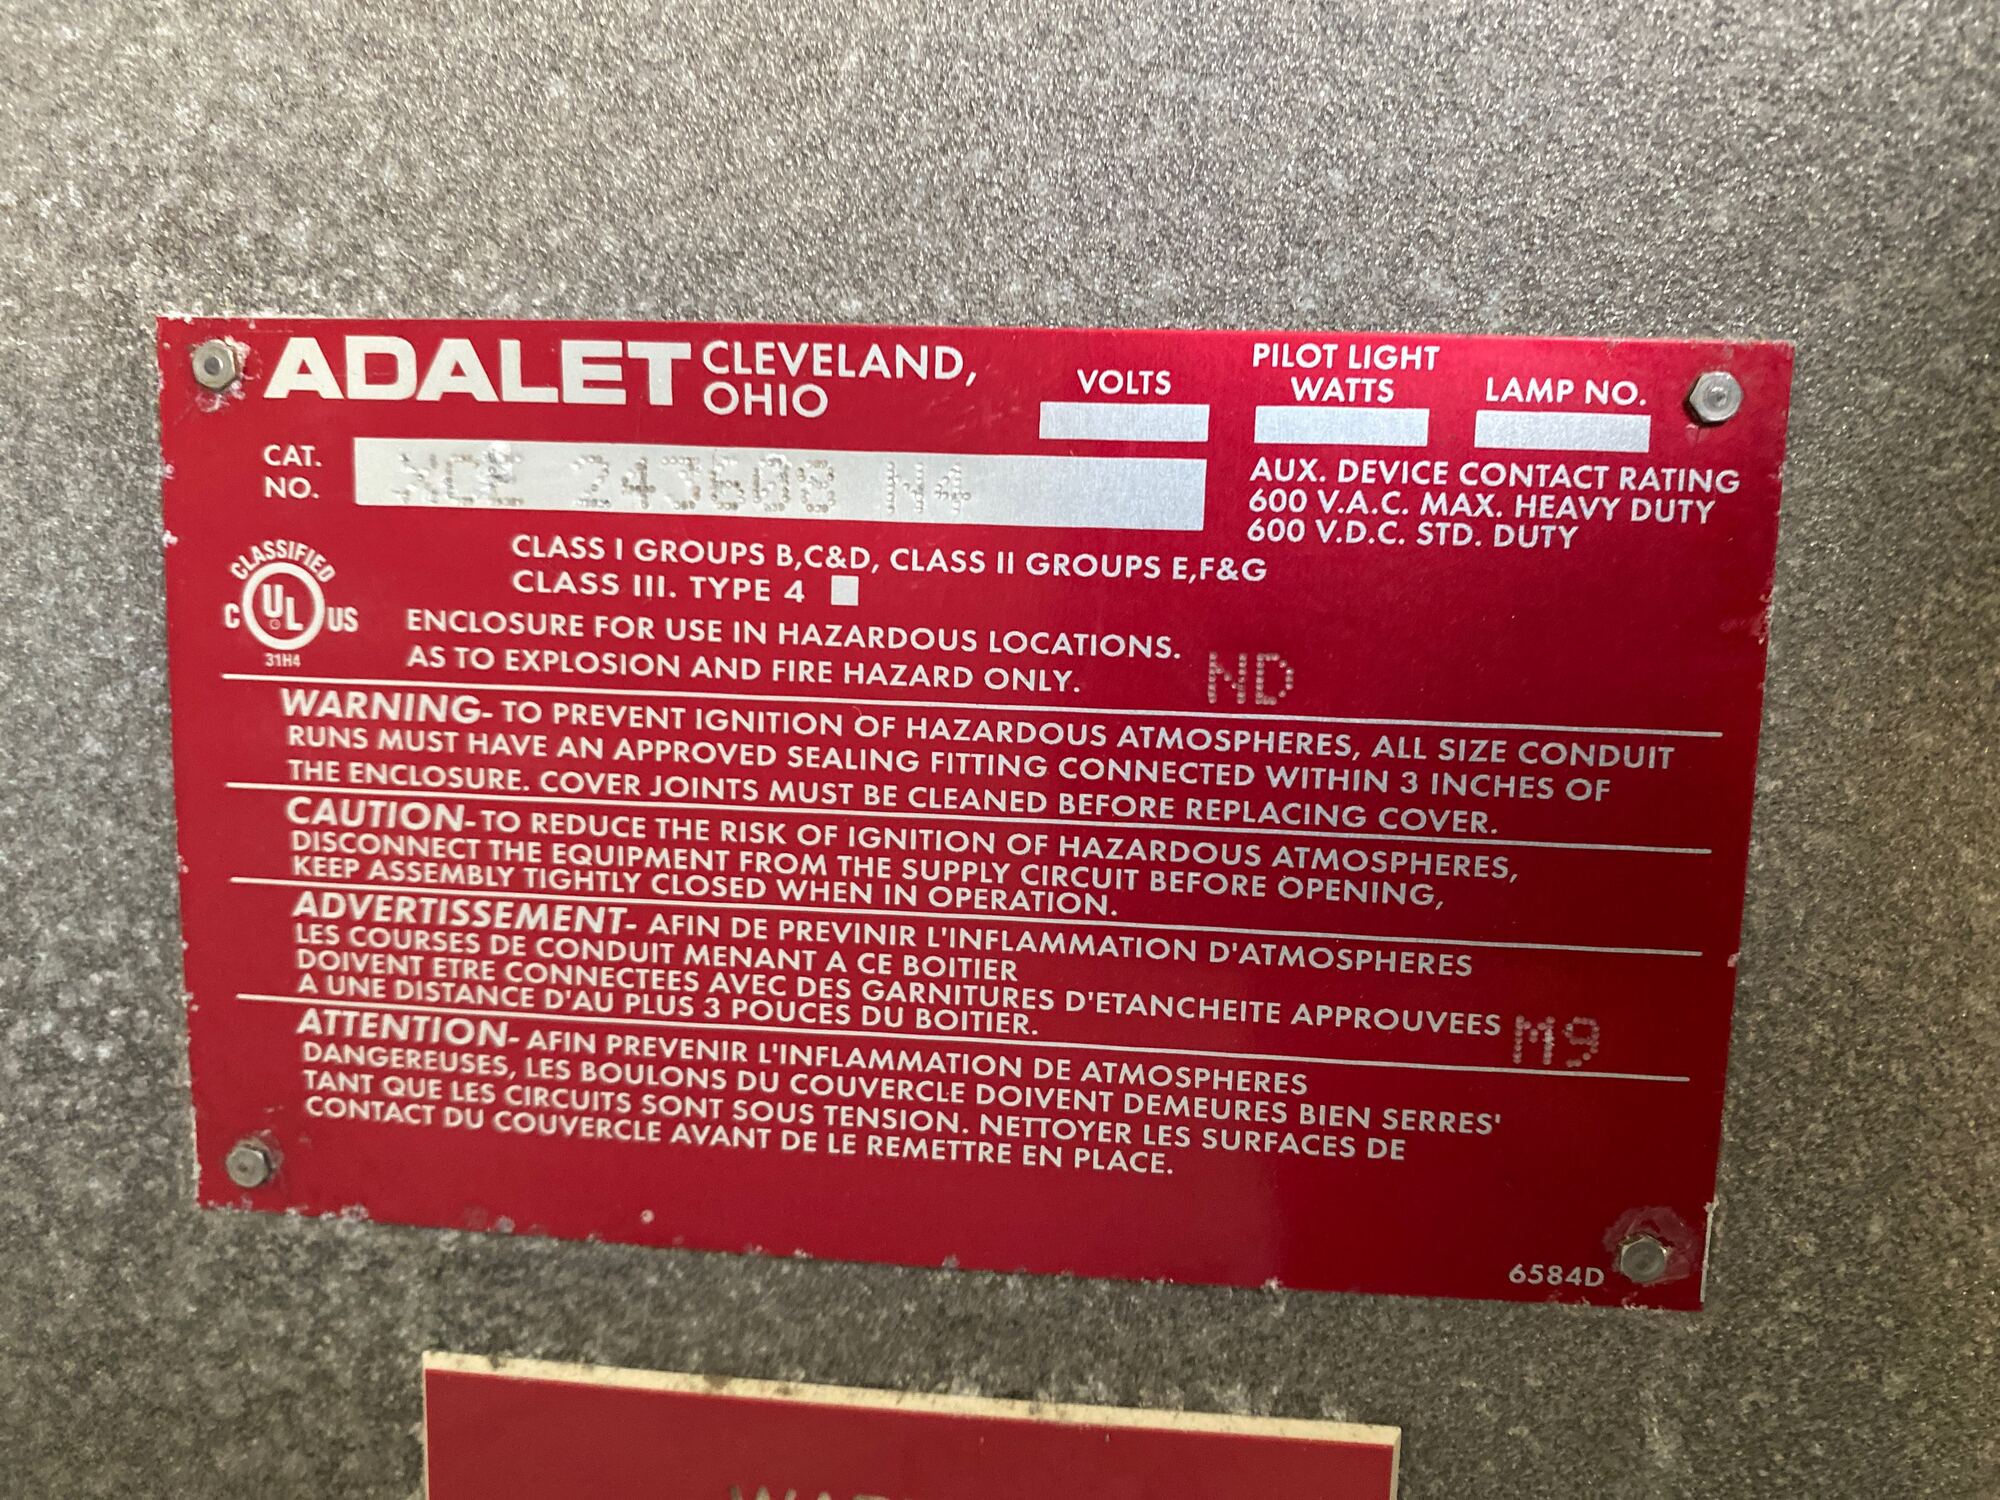 ADALET CLEVELAND, OHIO
VOLTS
PILOT LIGHT WATTS
LAMP NO.
CAT. NO. XCE 243608 N4
AUX. DEVICE CONTACT RATING
600 V.A.C. MAX. HEAVY DUTY
600 V.D.C. STD. DUTY
CLASSIFIED
C UL US
31H4
CLASS I GROUPS B,C&D, CLASS II GROUPS E,F&G
CLASS III. TYPE 4
ENCLOSURE FOR USE IN HAZARDOUS LOCATIONS.
AS TO EXPLOSION AND FIRE HAZARD ONLY.
ND
WARNING- TO PREVENT IGNITION OF HAZARDOUS ATMOSPHERES, ALL SIZE CONDUIT
RUNS MUST HAVE AN APPROVED SEALING FITTING CONNECTED WITHIN 3 INCHES OF
THE ENCLOSURE. COVER JOINTS MUST BE CLEANED BEFORE REPLACING COVER.
CAUTION-TO REDUCE THE RISK OF IGNITION OF HAZARDOUS ATMOSPHERES,
DISCONNECT THE EQUIPMENT FROM THE SUPPLY CIRCUIT BEFORE OPENING,
KEEP ASSEMBLY TIGHTLY CLOSED WHEN IN OPERATION.
ADVERTISSEMENT- AFIN DE PREVINIR L'INFLAMMATION D'ATMOSPHERES
LES COURSES DE CONDUIT MENANT A CE BOITIER
DOIVENT ETRE CONNECTEES AVEC DES GARNITURES D'ETANCHEITE APPROUVEES
A UNE DISTANCE D'AU PLUS 3 POUCES DU BOITIER.
M9
ATTENTION- AFIN PREVENIR L'INFLAMMATION DE ATMOSPHERES
DANGEREUSES, LES BOULONS DU COUVERCLE DOIVENT DEMEURES BIEN SERRES'
TANT QUE LES CIRCUITS SONT SOUS TENSION. NETTOYER LES SURFACES DE
CONTACT DU COUVERCLE AVANT DE LE REMETTRE EN PLACE.
6584D